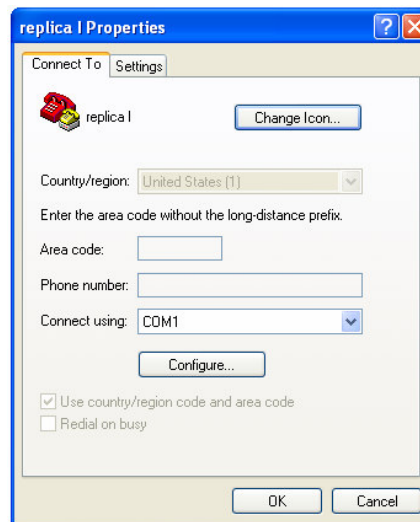 replica I Properties
Connect To Settings
replica I Change Icon...
Country/region: United States (1)
Enter the area code without the long-distance prefix.
Area code:
Phone number:
Connect using: COM1
Configure...
Use country/region code and area code
Redial on busy
OK Cancel